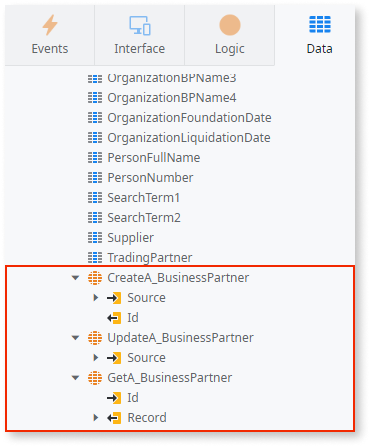 Events Interface Logic Data
OrganizationBPName3
OrganizationBPName4
OrganizationFoundationDate
OrganizationLiquidationDate
PersonFullName
PersonNumber
SearchTerm1
SearchTerm2
Supplier
TradingPartner
CreateA_BusinessPartner
Source
Id
UpdateA_BusinessPartner
Source
GetA_BusinessPartner
Id
Record